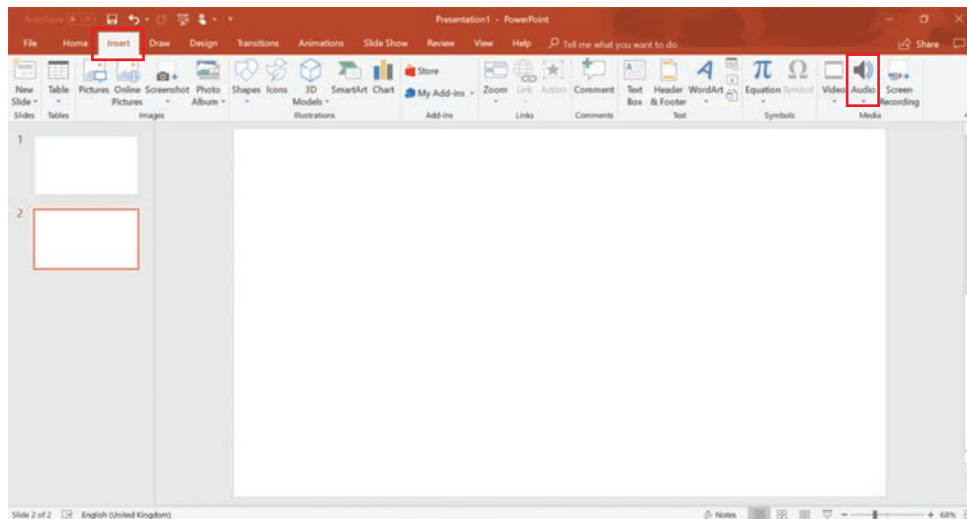 AutoSave Presentation1 - PowerPoint
File Home Insert Draw Design Transitions Animations Slide Show Review View Help Tell me what you want to do Share
New Slide Table Pictures Online Pictures Screenshot Photo Album Shapes Icons 3D Models SmartArt Chart Store My Add-ins Zoom Link Action Comment Text Box Header & Footer WordArt Equation Symbol Video Audio Screen Recording
Slides Tables Images Illustrations Add-ins Links Comments Text Symbols Media
1
2
Slide 2 of 2 English (United Kingdom) Notes 68%